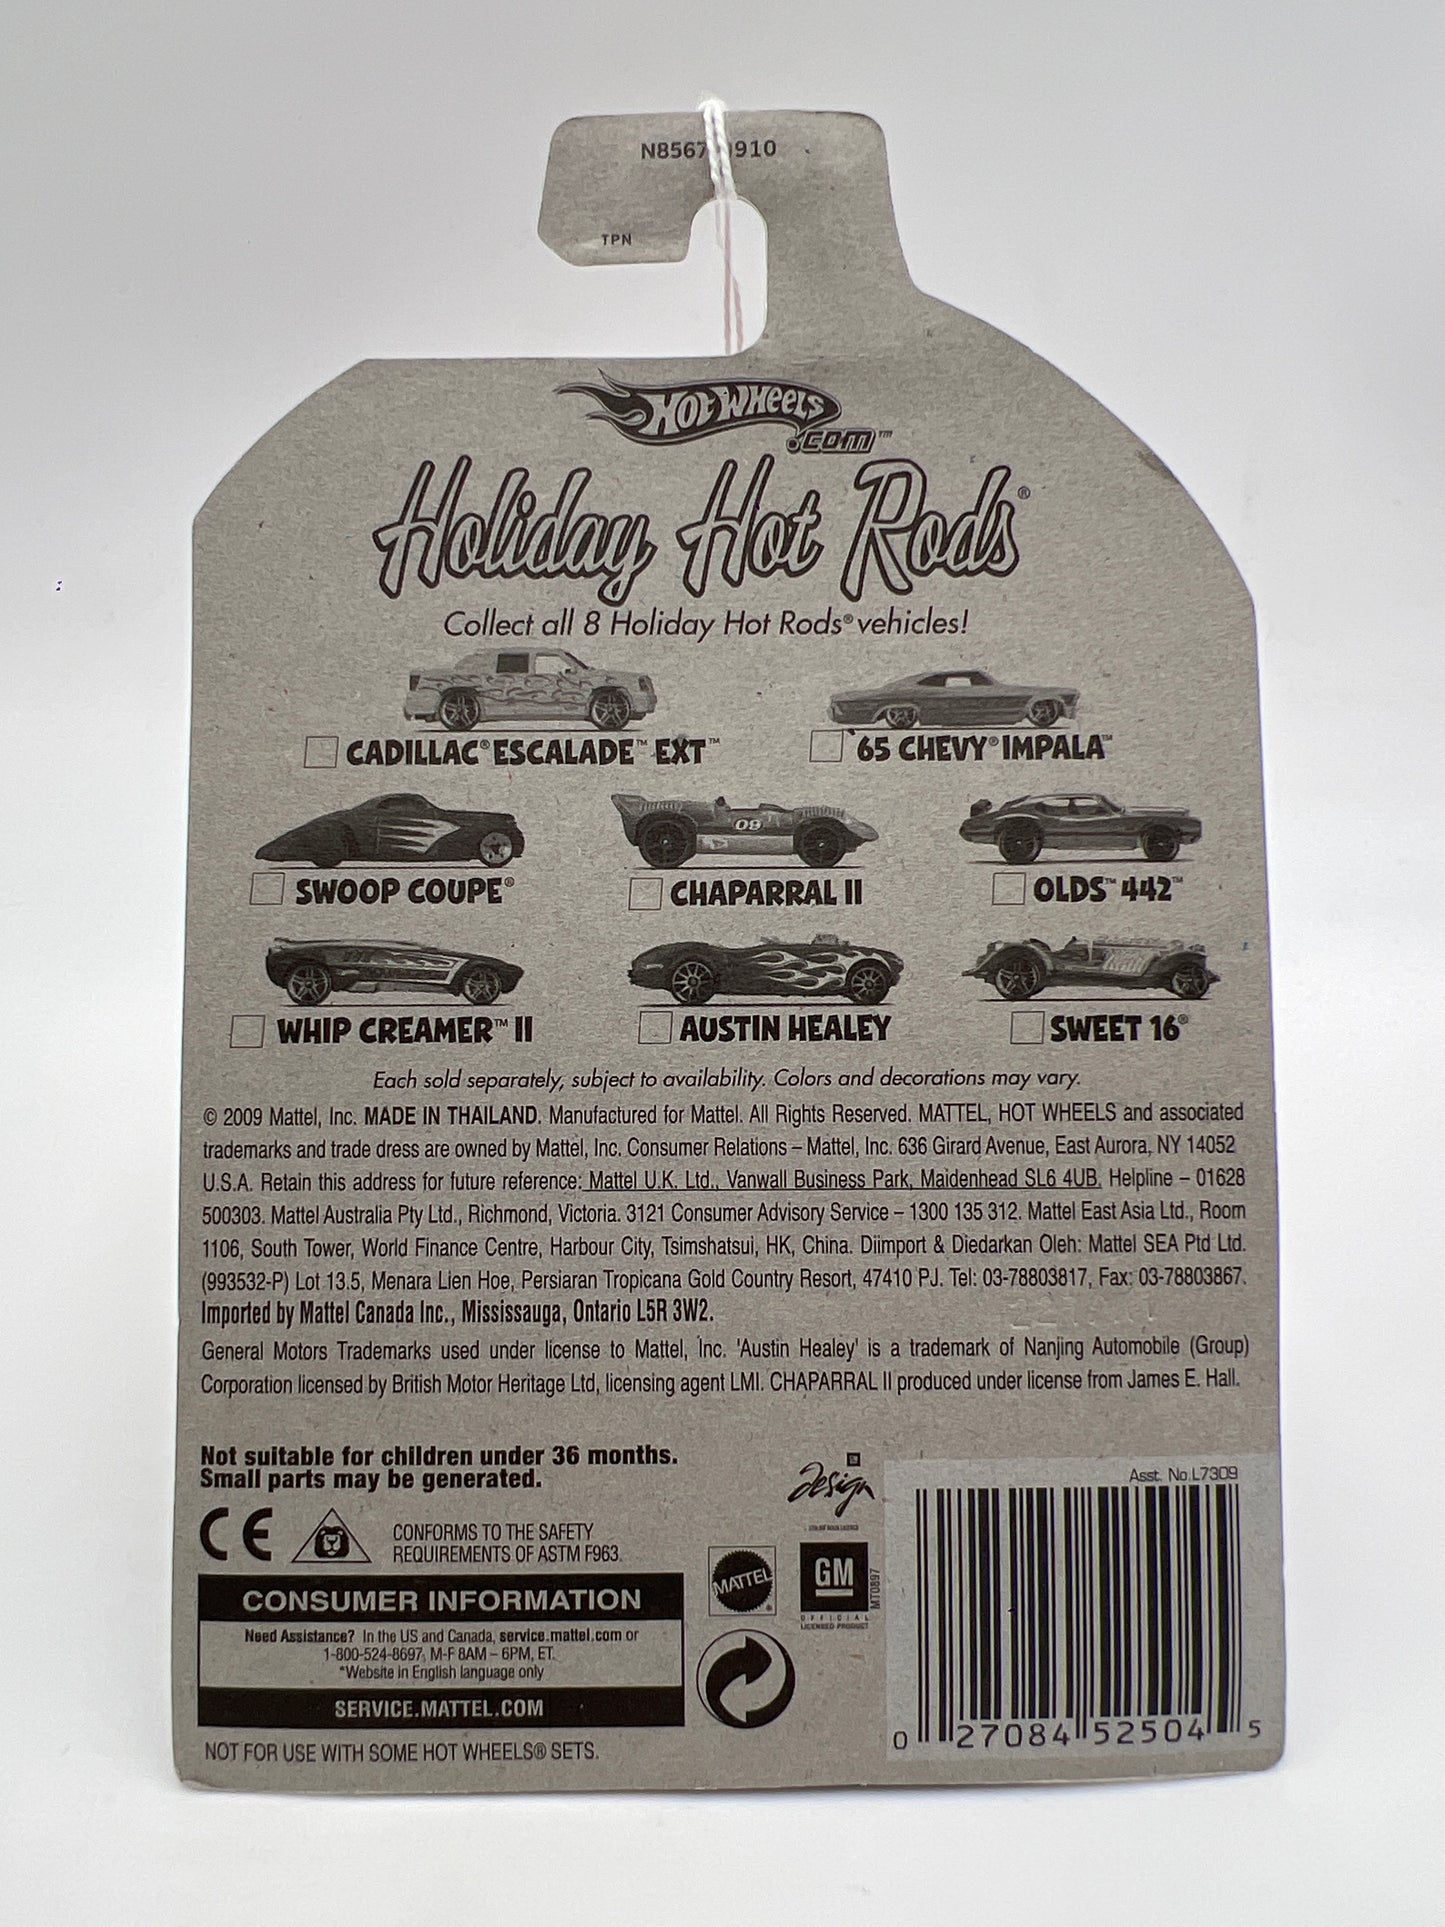 N8567 910
TPN
HOT WHEELS
.COM™
Holiday Hot Rods®
Collect all 8 Holiday Hot Rods® vehicles!
CADILLAC® ESCALADE™ EXT™
'65 CHEVY® IMPALA™
09
SWOOP COUPE®
CHAPARRAL II
OLDS™ 442™
WHIP CREAMER™ II
AUSTIN HEALEY
SWEET 16®
Each sold separately, subject to availability. Colors and decorations may vary.
© 2009 Mattel, Inc. MADE IN THAILAND. Manufactured for Mattel. All Rights Reserved. MATTEL, HOT WHEELS and associated
trademarks and trade dress are owned by Mattel, Inc. Consumer Relations – Mattel, Inc. 636 Girard Avenue, East Aurora, NY 14052
U.S.A. Retain this address for future reference: Mattel U.K. Ltd., Vanwall Business Park, Maidenhead SL6 4UB. Helpline – 01628
500303. Mattel Australia Pty Ltd., Richmond, Victoria. 3121 Consumer Advisory Service – 1300 135 312. Mattel East Asia Ltd., Room
1106, South Tower, World Finance Centre, Harbour City, Tsimshatsui, HK, China. Diimport & Diedarkan Oleh: Mattel SEA Ptd Ltd.
(993532-P) Lot 13.5, Menara Lien Hoe, Persiaran Tropicana Gold Country Resort, 47410 PJ. Tel: 03-78803817, Fax: 03-78803867.
Imported by Mattel Canada Inc., Mississauga, Ontario L5R 3W2.
General Motors Trademarks used under license to Mattel, Inc. 'Austin Healey' is a trademark of Nanjing Automobile (Group)
Corporation licensed by British Motor Heritage Ltd, licensing agent LMI. CHAPARRAL II produced under license from James E. Hall.
Not suitable for children under 36 months.
Small parts may be generated.
CE
CONFORMS TO THE SAFETY
REQUIREMENTS OF ASTM F963.
CONSUMER INFORMATION
Need Assistance? In the US and Canada, service.mattel.com or
1-800-524-8697, M-F 8AM – 6PM, ET.
*Website in English language only
SERVICE.MATTEL.COM
NOT FOR USE WITH SOME HOT WHEELS® SETS.
Design
MATTEL®
GM
OFFICIAL
LICENSED PRODUCT
MT0897
Asst. No.L7309
0 27084 52504 5